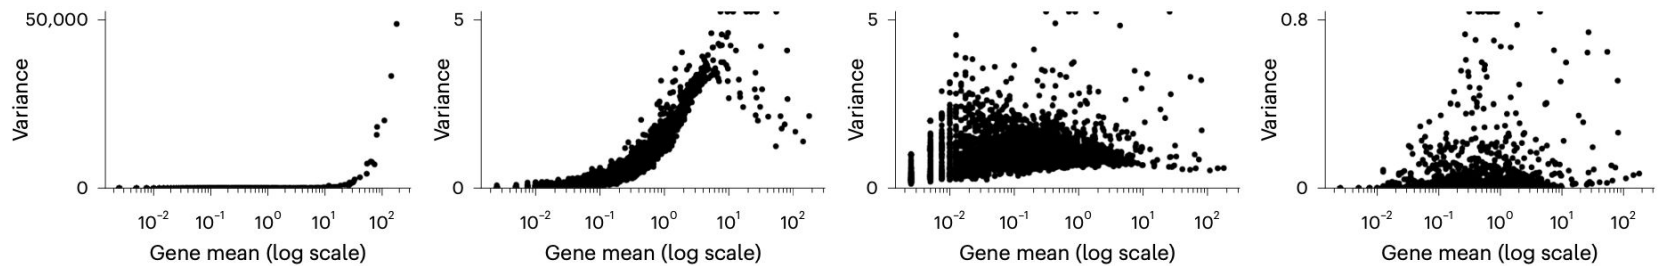 50,000
0
Variance
10⁻² 10⁻¹ 10⁰ 10¹ 10²
Gene mean (log scale)
5
0
Variance
10⁻² 10⁻¹ 10⁰ 10¹ 10²
Gene mean (log scale)
5
0
Variance
10⁻² 10⁻¹ 10⁰ 10¹ 10²
Gene mean (log scale)
0.8
0
Variance
10⁻² 10⁻¹ 10⁰ 10¹ 10²
Gene mean (log scale)